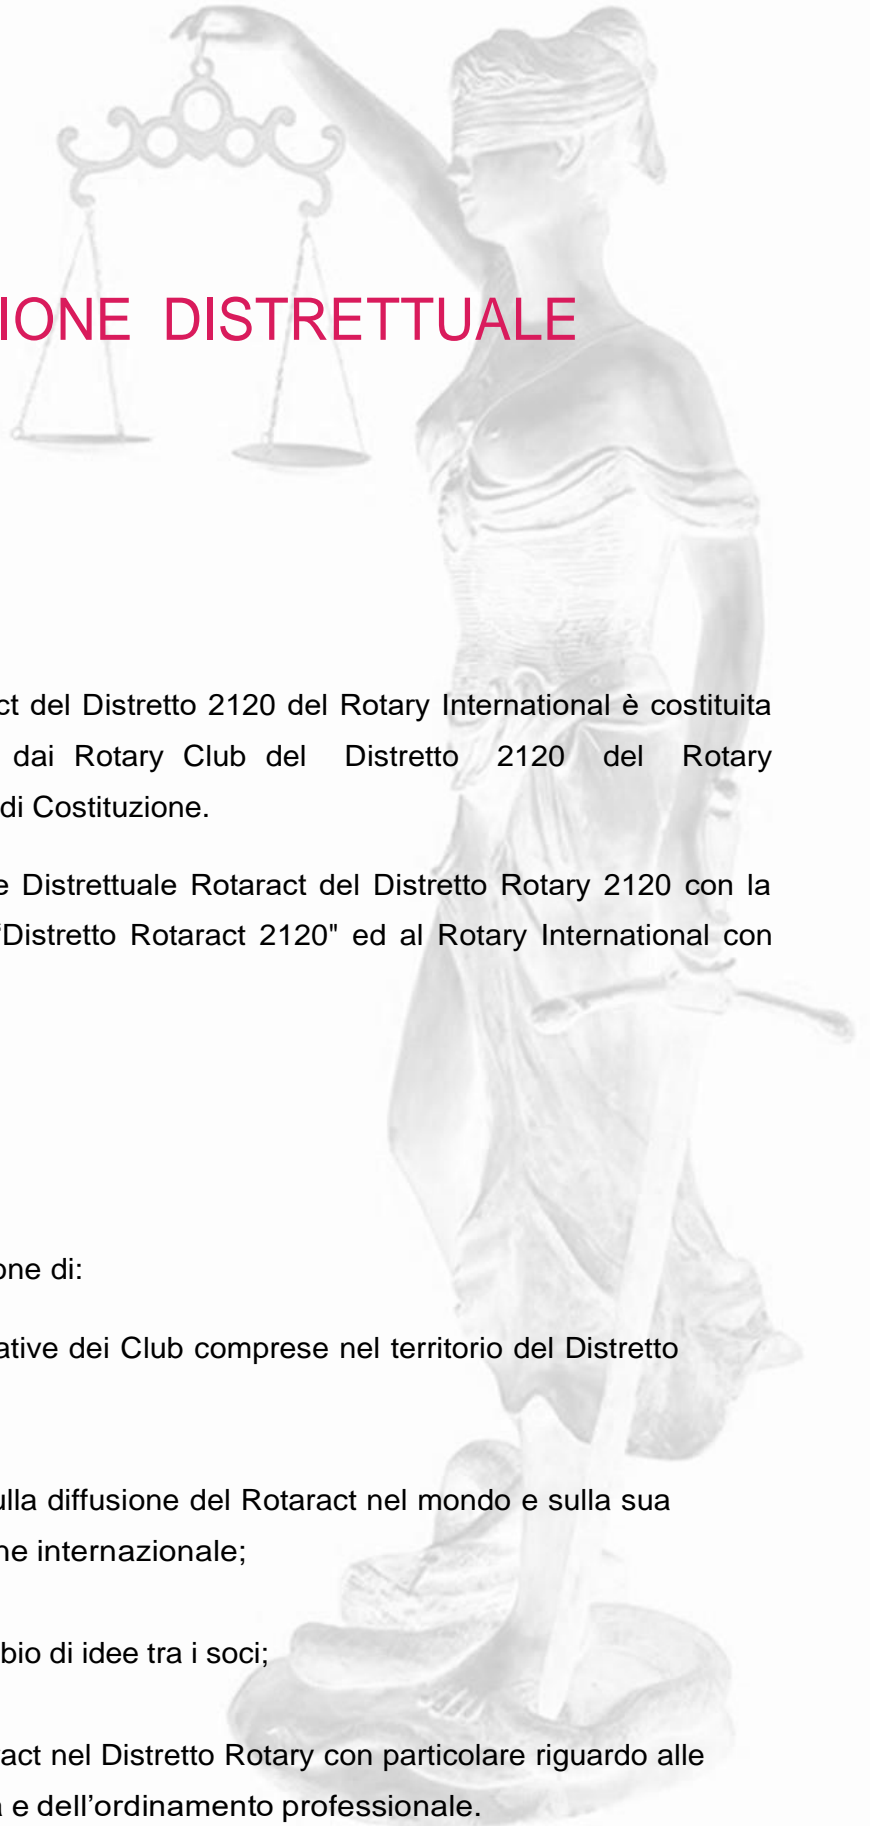 IONE DISTRETTUALE
ct del Distretto 2120 del Rotary International è costituita
dai Rotary Club del Distretto 2120 del Rotary
di Costituzione.
e Distrettuale Rotaract del Distretto Rotary 2120 con la
"Distretto Rotaract 2120" ed al Rotary International con
one di:
ative dei Club comprese nel territorio del Distretto
ulla diffusione del Rotaract nel mondo e sulla sua
ne internazionale;
bio di idee tra i soci;
act nel Distretto Rotary con particolare riguardo alle
a e dell’ordinamento professionale.